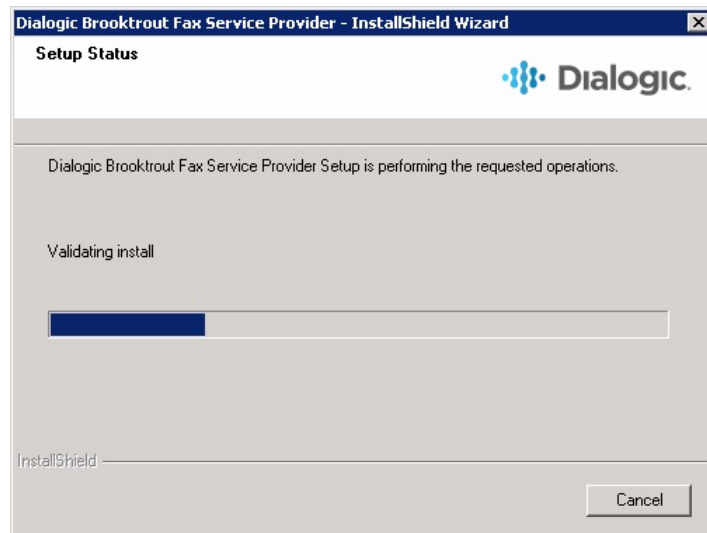 Dialogic Brooktrout Fax Service Provider - InstallShield Wizard
Setup Status
Dialogic.
Dialogic Brooktrout Fax Service Provider Setup is performing the requested operations.
Validating install
InstallShield
Cancel